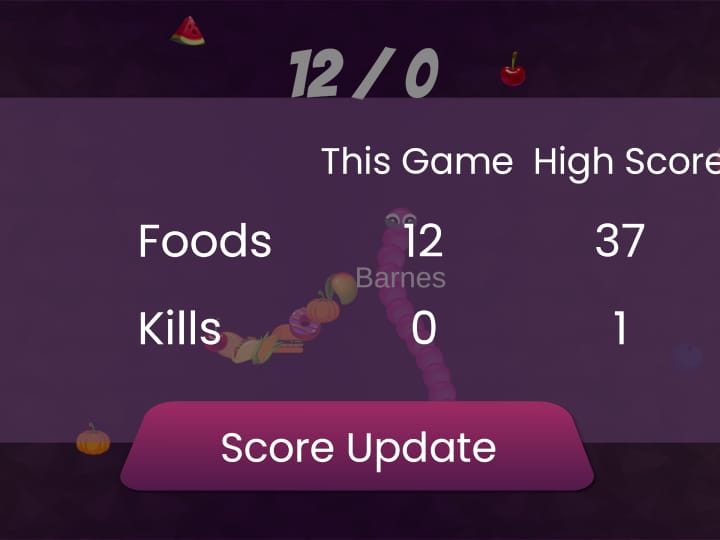 12 / 0
This Game High Score
Foods 12 37
Barnes
Kills 0 1
Score Update